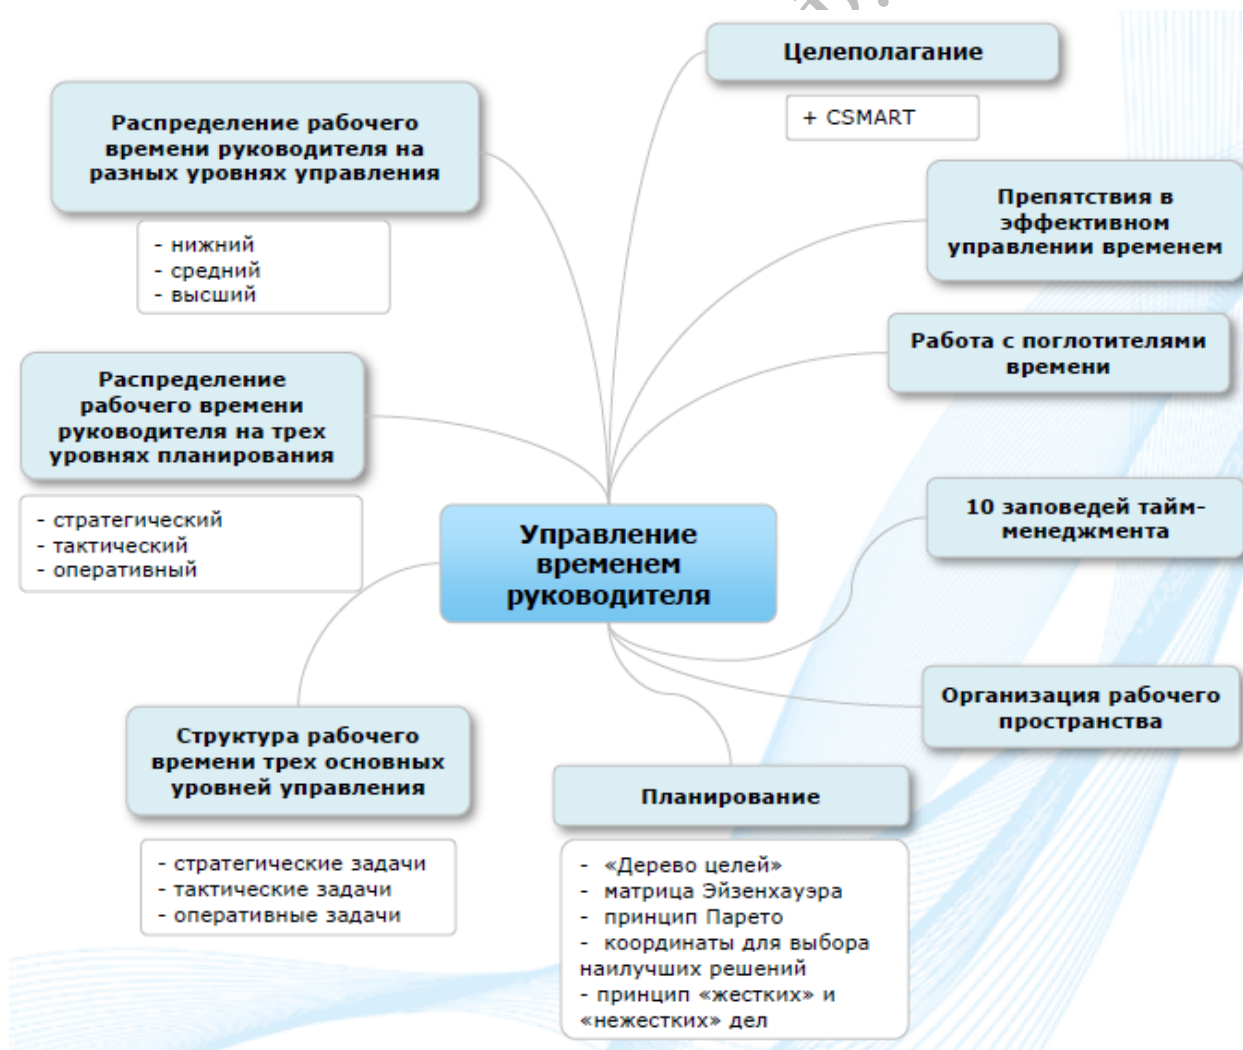 Целеполагание
+ CSMART
Распределение рабочего
времени руководителя на
разных уровнях управления
- нижний
- средний
- высший
Препятствия в
эффективном
управлении временем
Работа с поглотителями
времени
Распределение
рабочего времени
руководителя на трех
уровнях планирования
- стратегический
- тактический
- оперативный
10 заповедей тайм-
менеджмента
Управление
временем
руководителя
Организация рабочего
пространства
Структура рабочего
времени трех основных
уровней управления
- стратегические задачи
- тактические задачи
- оперативные задачи
Планирование
- «Дерево целей»
- матрица Эйзенхауэра
- принцип Парето
- координаты для выбора
наилучших решений
- принцип «жестких» и
«нежестких» дел